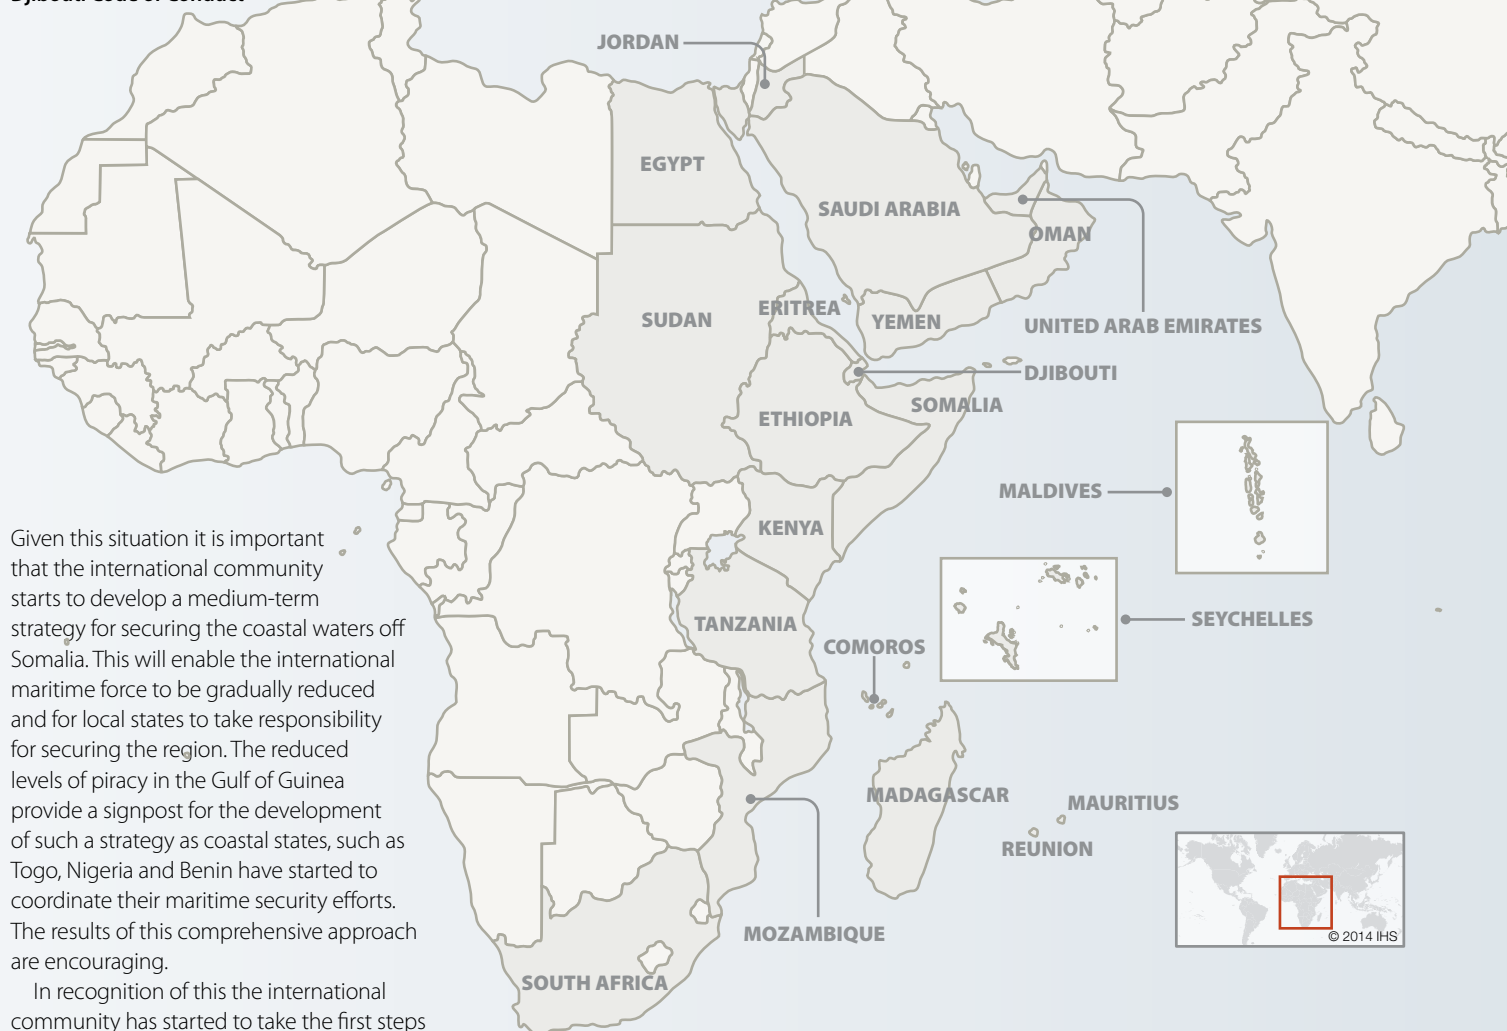 Djibouti Code of Conduct
JORDAN
EGYPT
SAUDI ARABIA
OMAN
ERITREA
SUDAN
YEMEN
UNITED ARAB EMIRATES
DJIBOUTI
SOMALIA
ETHIOPIA
MALDIVES
KENYA
SEYCHELLES
TANZANIA
COMOROS
MADAGASCAR
MAURITIUS
REUNION
MOZAMBIQUE
SOUTH AFRICA
© 2014 IHS
Given this situation it is important
that the international community
starts to develop a medium-term
strategy for securing the coastal waters off
Somalia. This will enable the international
maritime force to be gradually reduced
and for local states to take responsibility
for securing the region. The reduced
levels of piracy in the Gulf of Guinea
provide a signpost for the development
of such a strategy as coastal states, such as
Togo, Nigeria and Benin have started to
coordinate their maritime security efforts.
The results of this comprehensive approach
are encouraging.
In recognition of this the international
community has started to take the first steps